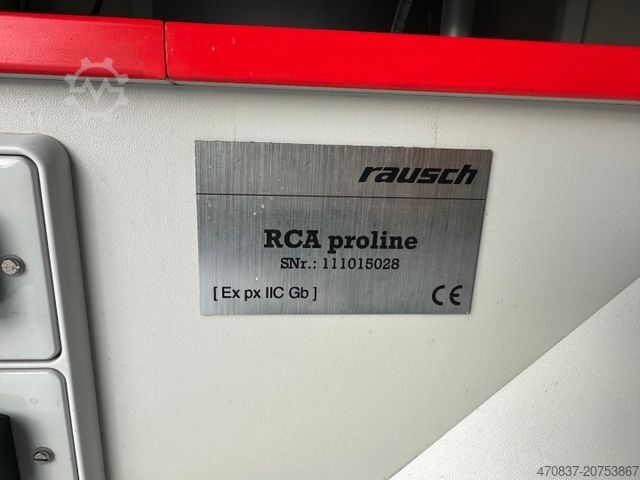 rausch
RCA proline
SNr.: 111015028
[ Ex px IIC Gb ] CE
470837-20753867